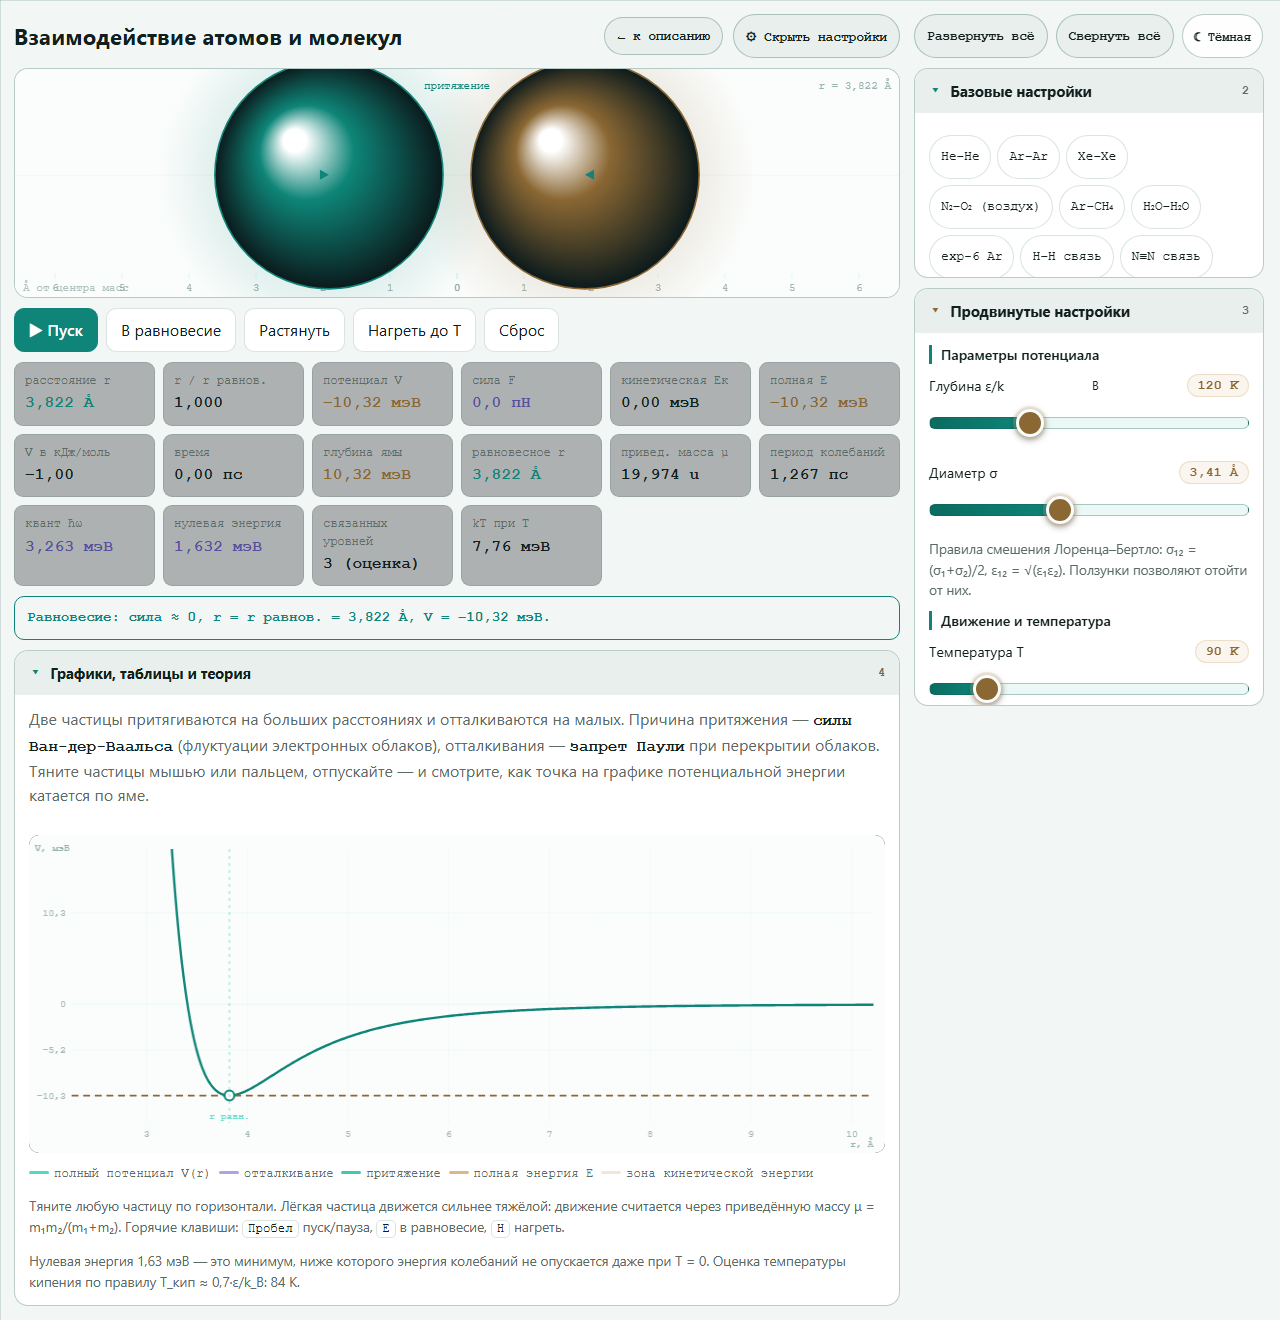 Взаимодействие атомов и молекул
← к описанию
⚙ Скрыть настройки
Развернуть всё
Свернуть всё
☾ Тёмная
притяжение
r = 3,822 Å
Å от центра масс
6 5 4 3 2 1 0 1 2 3 4 5 6
▶ Пуск
В равновесие
Растянуть
Нагреть до T
Сброс
расстояние r
3,822 Å
r / r равнов.
1,000
потенциал V
−10,32 мэВ
сила F
0,0 пН
кинетическая Eк
0,00 мэВ
полная E
−10,32 мэВ
V в кДж/моль
−1,00
время
0,00 пс
глубина ямы
10,32 мэВ
равновесное r
3,822 Å
привед. масса μ
19,974 u
период колебаний
1,267 пс
квант ħω
3,263 мэВ
нулевая энергия
1,632 мэВ
связанных
уровней
3 (оценка)
kT при T
7,76 мэВ
Равновесие: сила ≈ 0, r = r равнов. = 3,822 Å, V = −10,32 мэВ.
Графики, таблицы и теория
4
Две частицы притягиваются на больших расстояниях и отталкиваются на малых. Причина притяжения — силы
Ван-дер-Ваальса (флуктуации электронных облаков), отталкивания — запрет Паули при перекрытии облаков.
Тяните частицы мышью или пальцем, отпускайте — и смотрите, как точка на графике потенциальной энергии
катается по яме.
V, мэВ
10,3
0
−5,2
−10,3
r равн.
3 4 5 6 7 8 9 10
r, Å
полный потенциал V(r)
отталкивание
притяжение
полная энергия E
зона кинетической энергии
Тяните любую частицу по горизонтали. Лёгкая частица движется сильнее тяжёлой: движение считается через приведённую массу μ =
m₁m₂/(m₁+m₂). Горячие клавиши: Пробел пуск/пауза, E в равновесие, H нагреть.
Нулевая энергия 1,63 мэВ — это минимум, ниже которого энергия колебаний не опускается даже при T = 0. Оценка температуры
кипения по правилу T_кип ≈ 0,7·ε/k_B: 84 K.
Базовые настройки
2
He–He
Ar–Ar
Xe–Xe
N₂–O₂ (воздух)
Ar–CH₄
H₂O–H₂O
exp-6 Ar
H–H связь
N≡N связь
Продвинутые настройки
3
Параметры потенциала
Глубина ε/k
B
120 K
Диаметр σ
3,41 Å
Правила смешения Лоренца–Бертло: σ₁₂ =
(σ₁+σ₂)/2, ε₁₂ = √(ε₁ε₂). Ползунки позволяют отойти
от них.
Движение и температура
Температура T
90 K